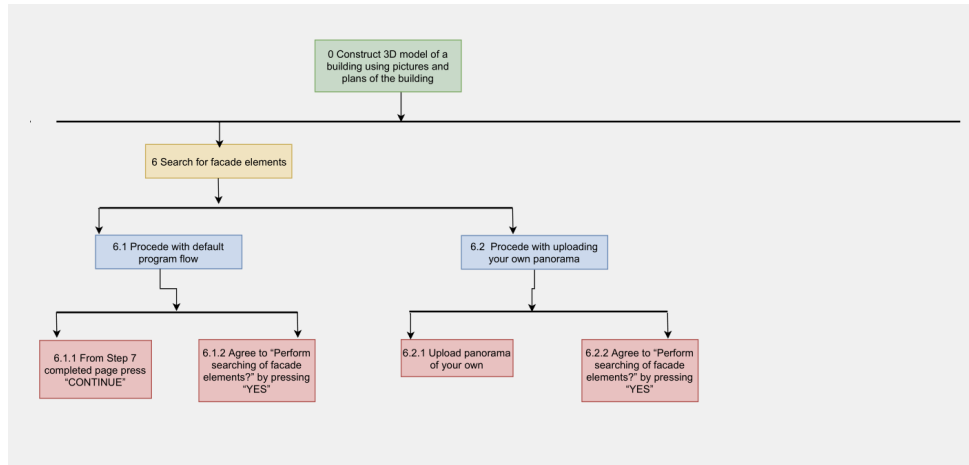 0 Construct 3D model of a
building using pictures and
plans of the building
6 Search for facade elements
6.1 Procede with default
program flow
6.2 Procede with uploading
your own panorama
6.1.1 From Step 7
completed page press
“CONTINUE”
6.1.2 Agree to “Perform
searching of facade
elements?” by pressing
“YES”
6.2.1 Upload panorama
of your own
6.2.2 Agree to “Perform
searching of facade
elements?” by pressing
“YES”